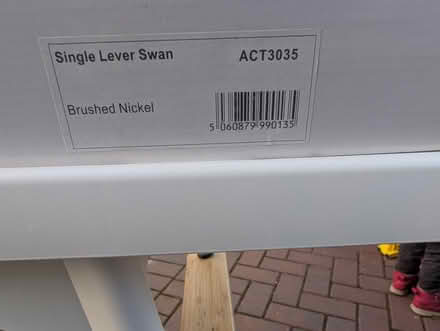 Single Lever Swan ACT3035
Brushed Nickel
5 060879 990135